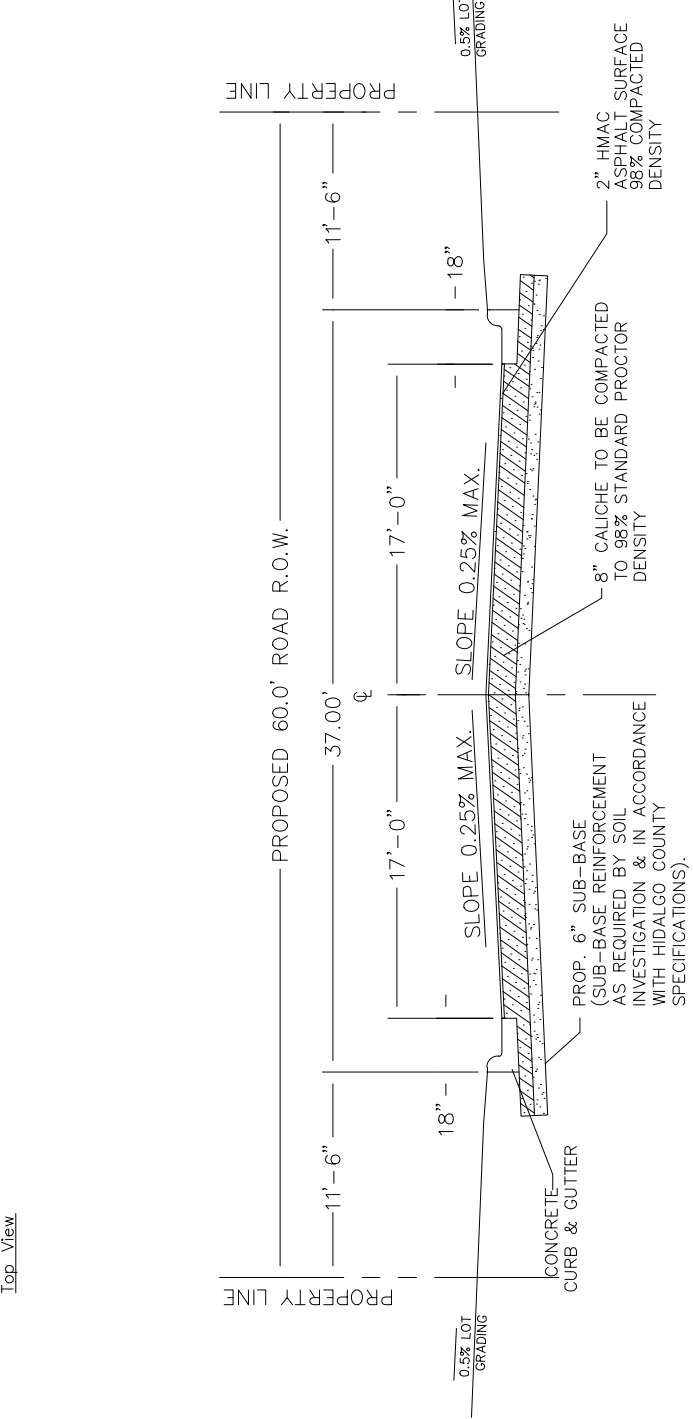 Top View
PROPERTY LINE
PROPERTY LINE
PROPOSED 60.0' ROAD R.O.W.
11'-6"
37.00'
11'-6"
℄
17'-0"
17'-0"
18"
18"
SLOPE 0.25% MAX.
SLOPE 0.25% MAX.
0.5% LOT
GRADING
0.5% LOT
GRADING
CONCRETE
CURB & GUTTER
PROP. 6" SUB-BASE
(SUB-BASE REINFORCEMENT
AS REQUIRED BY SOIL
INVESTIGATION & IN ACCORDANCE
WITH HIDALGO COUNTY
SPECIFICATIONS).
8" CALICHE TO BE COMPACTED
TO 98% STANDARD PROCTOR
DENSITY
2" HMAC
ASPHALT SURFACE
98% COMPACTED
DENSITY